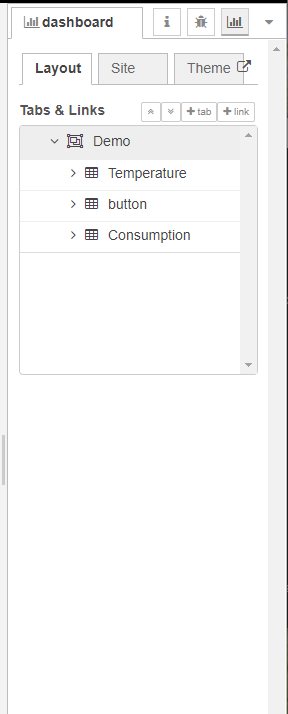 dashboard
Layout Site Theme
Tabs & Links
tab link
Demo
Temperature
button
Consumption